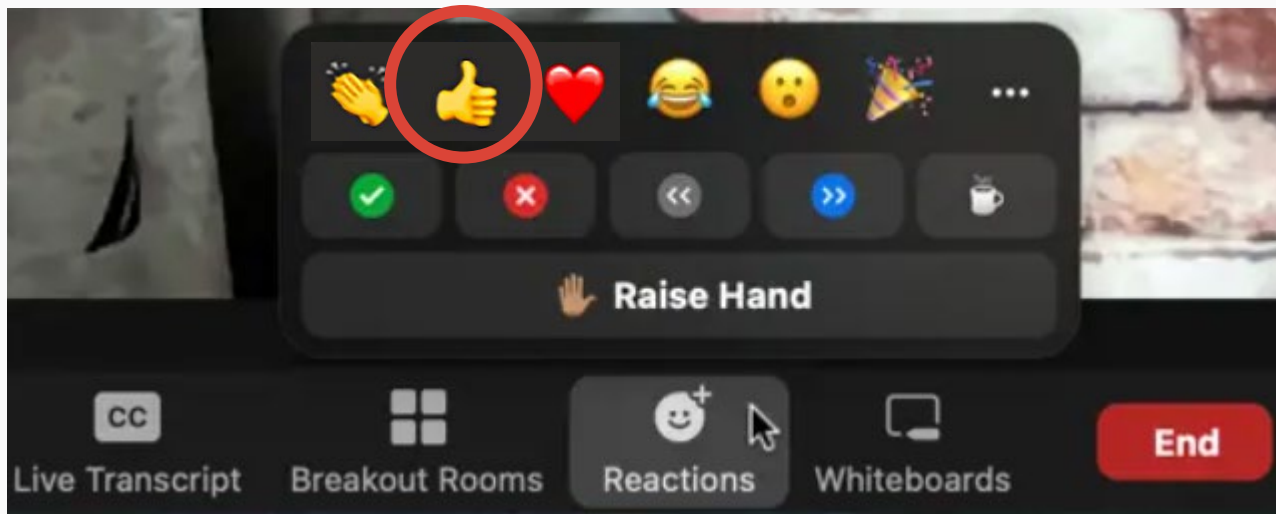 Raise Hand
CC
Live Transcript
Breakout Rooms
Reactions
Whiteboards
End